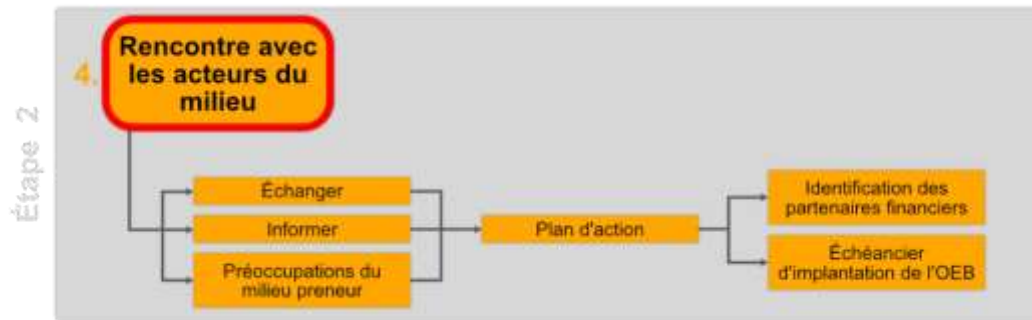 Étape 2
4.
Rencontre avec
les acteurs du
milieu
Échanger
Informer
Préoccupations du
milieu preneur
Plan d'action
Identification des
partenaires financiers
Échéancier
d'implantation de l'OEB